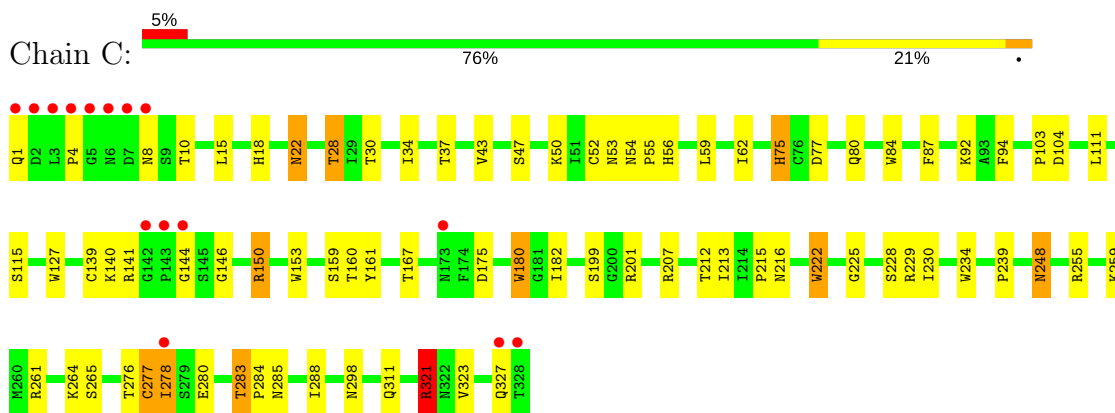 5%
Chain C:
76% 21% •
Q1 D2 L3 P4 G5 N6 D7 N8 S9 T10 L15 H18 N22 T28 I29 T30 I34 T37 V43 S47 K50 I51 C52 N53 N54 P55 H56 L59 I62 H75 C76 D77 Q80 W84 F87 K92 A93 F94 P103 D104 L111
S115 W127 C139 K140 R141 G142 P143 G144 S145 G146 R150 W153 S159 T160 Y161 T167 N173 F174 D175 W180 G181 I182 S199 G200 R201 R207 T212 I213 I214 P215 N216 W222 G225 S228 R229 I230 W234 P239 N248 R255 K259
M260 R261 K264 S265 T276 C277 I278 S279 E280 T283 P284 N285 I288 N298 Q311 R321 N322 V323 Q327 T328